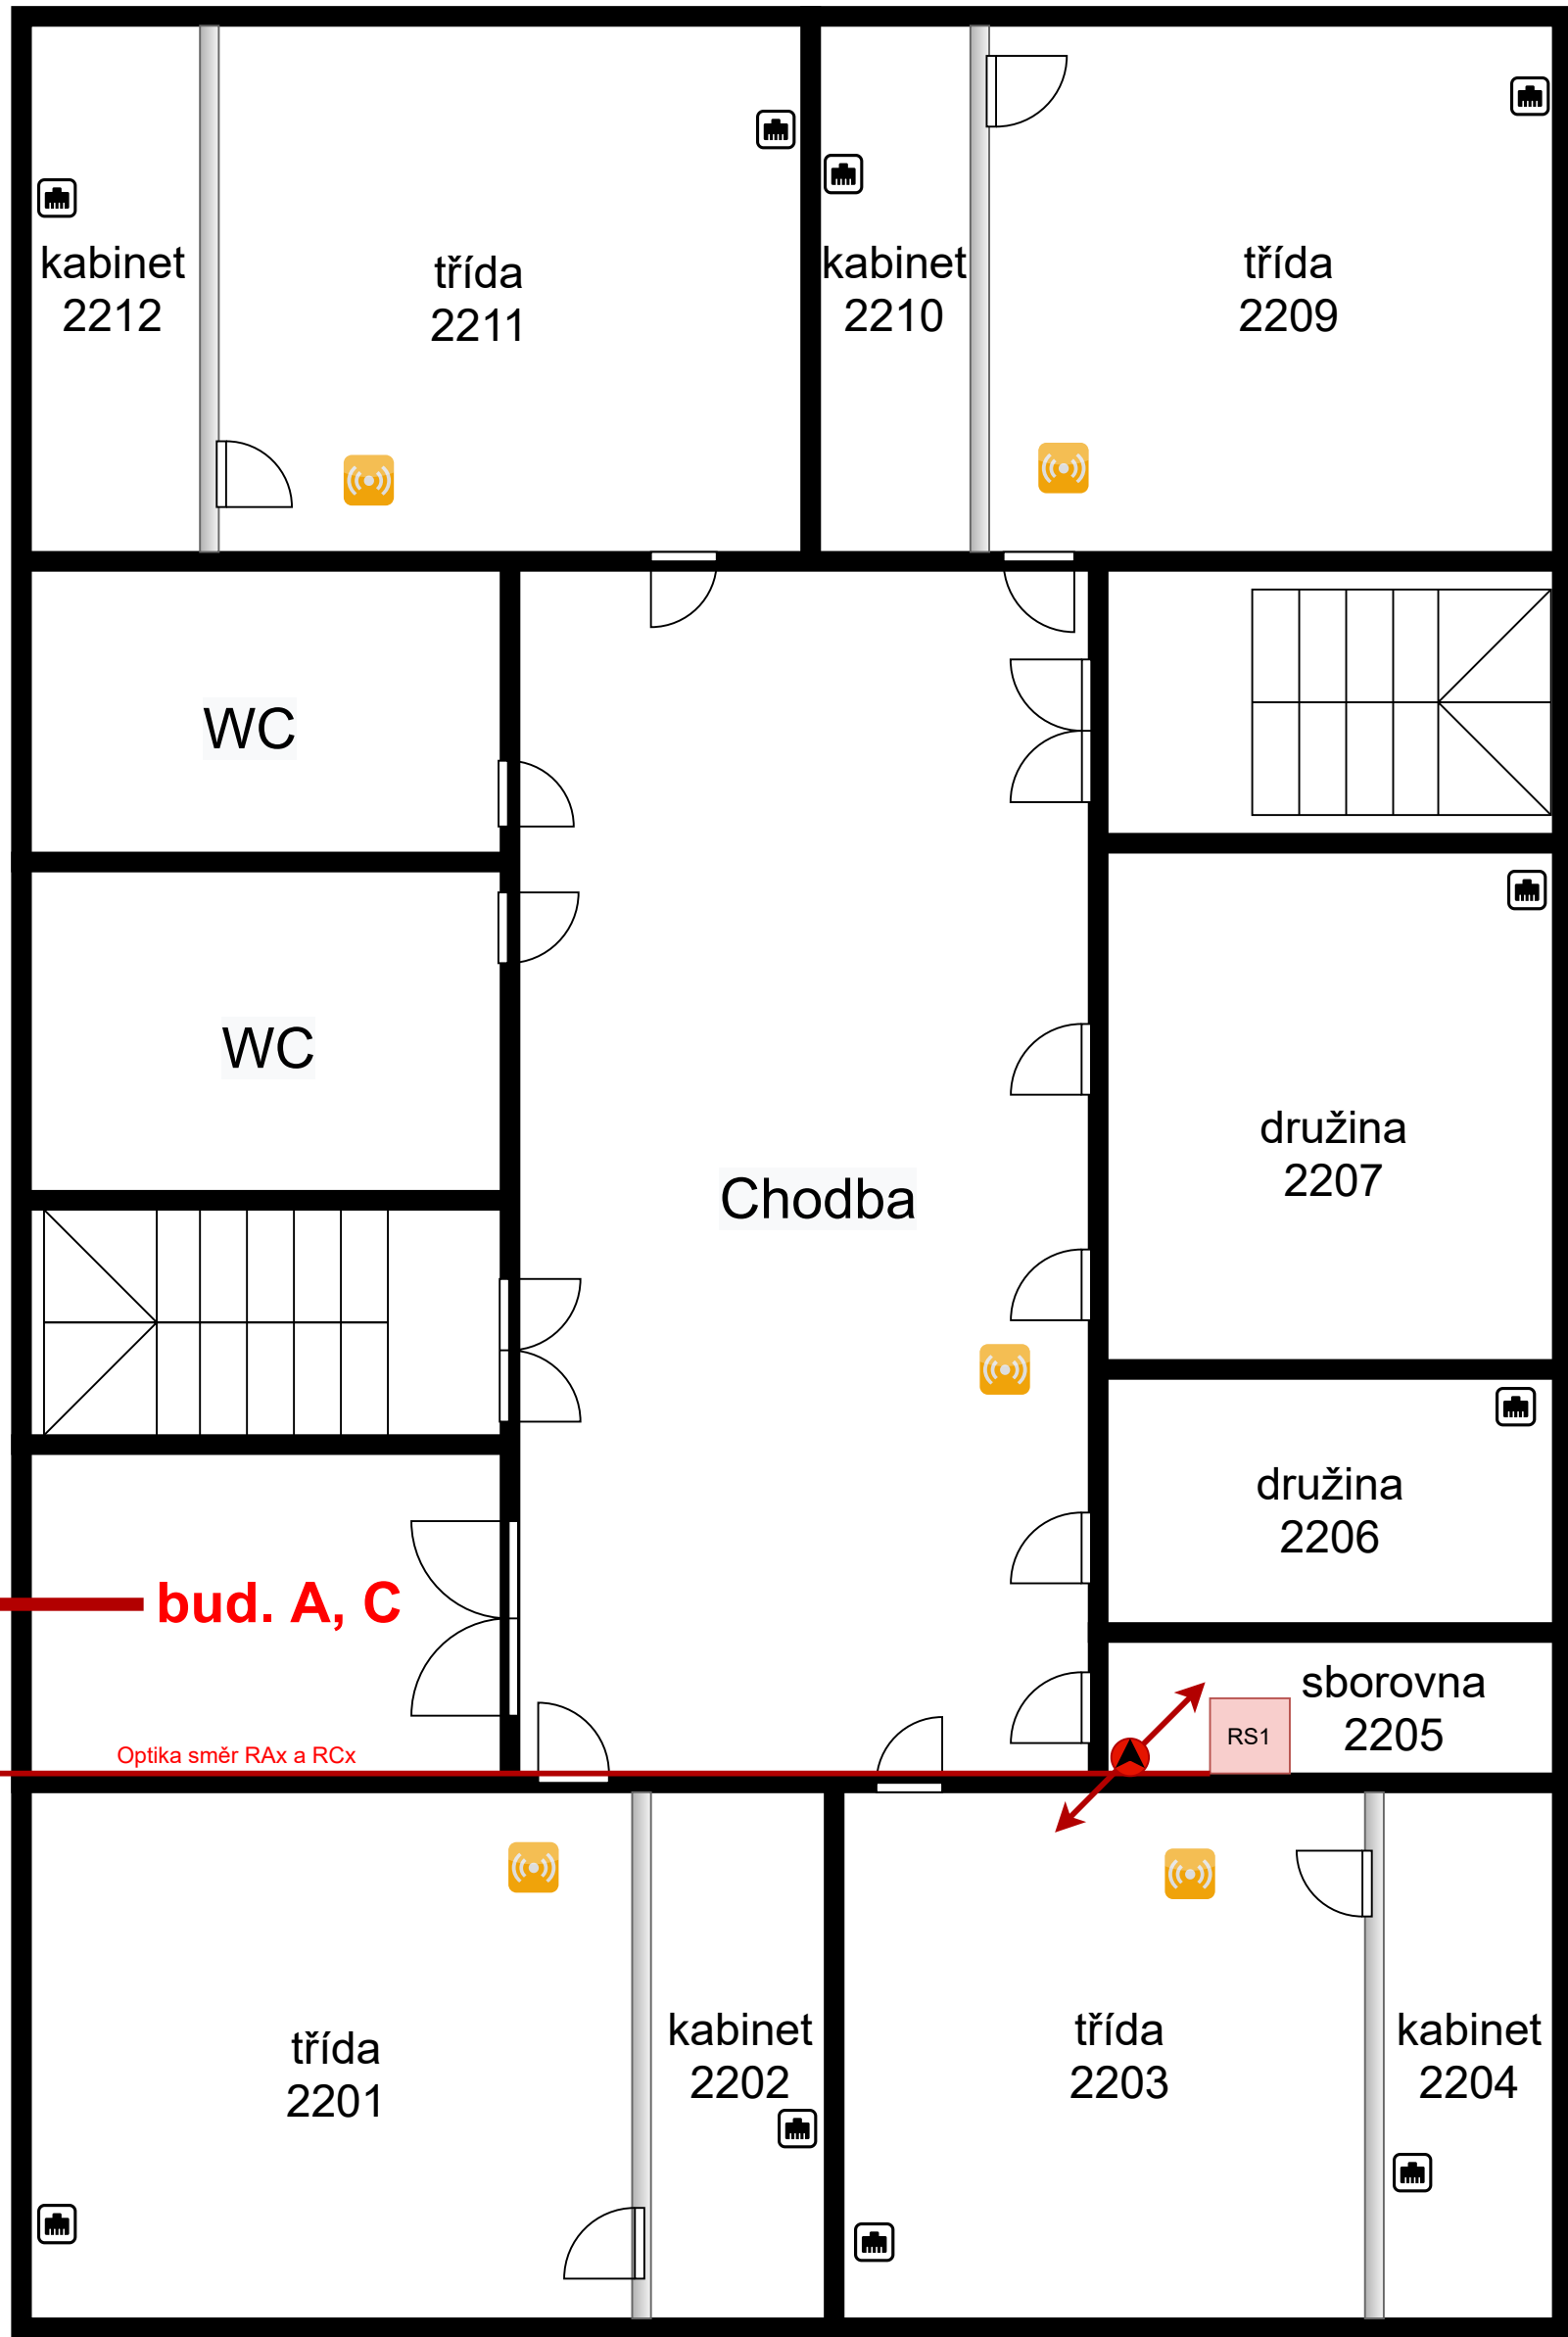 kabinet
2212
třída
2211
kabinet
2210
třída
2209
WC
WC
Chodba
družina
2207
družina
2206
bud. A, C
sborovna
2205
RS1
Optika směr RAx a RCx
třída
2201
kabinet
2202
třída
2203
kabinet
2204